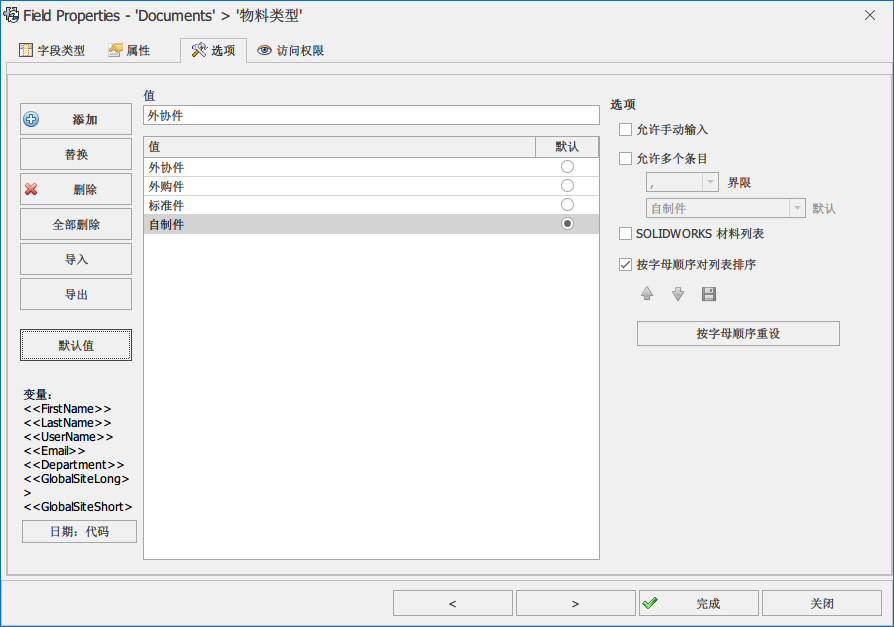 Field Properties - 'Documents' > '物料类型'
字段类型 属性 选项 访问权限
添加
替换
删除
全部删除
导入
导出
默认值
变量:
<<FirstName>>
<<LastName>>
<<UserName>>
<<Email>>
<<Department>>
<<GlobalSiteLong>
>
<<GlobalSiteShort>
日期: 代码
值
外协件
值 默认
外协件
外购件
标准件
自制件
选项
允许手动输入
允许多个条目
, 界限
自制件 默认
SOLIDWORKS 材料列表
按字母顺序对列表排序
按字母顺序重设
< > 完成 关闭